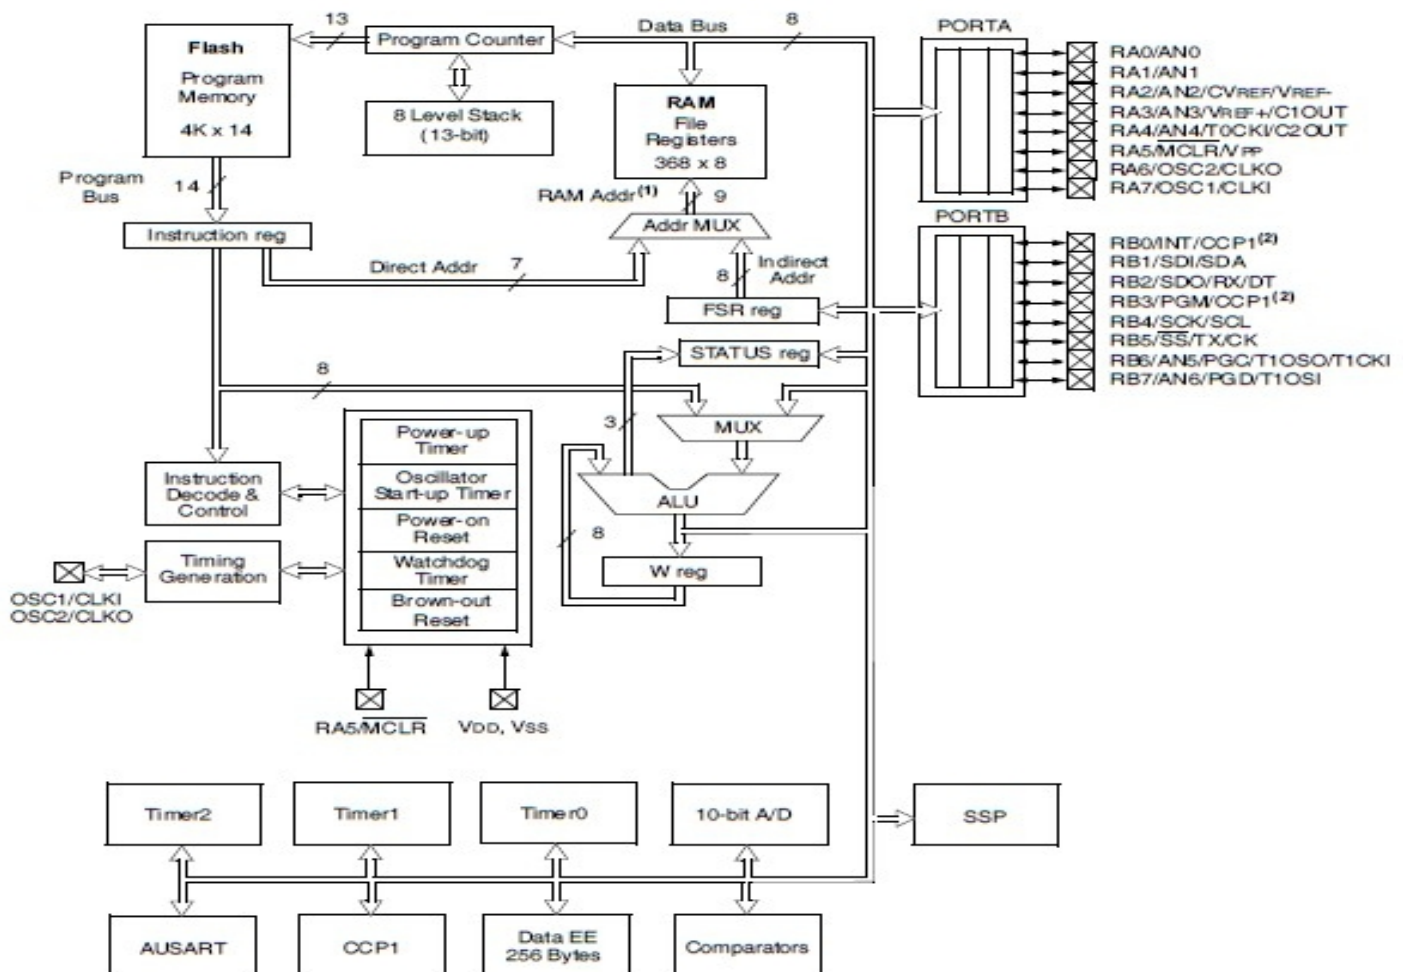 13
Data Bus
8
PORTA
Flash
Program
Memory
4K x 14
Program Counter
8 Level Stack
(13-bit)
RAM
File
Registers
368 x 8
RA0/AN0
RA1/AN1
RA2/AN2/CVREF/VREF-
RA3/AN3/VREF+/C1OUT
RA4/AN4/T0CKI/C2OUT
RA5/MCLR/VPP
RA6/OSC2/CLKO
RA7/OSC1/CLKI
Program
Bus
14
RAM Addr(1)
9
PORTB
Instruction reg
Addr MUX
Direct Addr
7
8
Indirect
Addr
FSR reg
RB0/INT/CCP1(2)
RB1/SDI/SDA
RB2/SDO/RX/DT
RB3/PGM/CCP1(2)
RB4/SCK/SCL
RB5/SS/TX/CK
RB6/AN5/PGC/T1OSO/T1CKI
RB7/AN6/PGD/T1OSI
STATUS reg
8
3
MUX
Power-up
Timer
Oscillator
Start-up Timer
Power-on
Reset
Watchdog
Timer
Brown-out
Reset
Instruction
Decode &
Control
ALU
8
W reg
Timing
Generation
OSC1/CLKI
OSC2/CLKO
RA5/MCLR
VDD, VSS
Timer2
Timer1
Timer0
10-bit A/D
SSP
AUSART
CCP1
Data EE
256 Bytes
Comparators